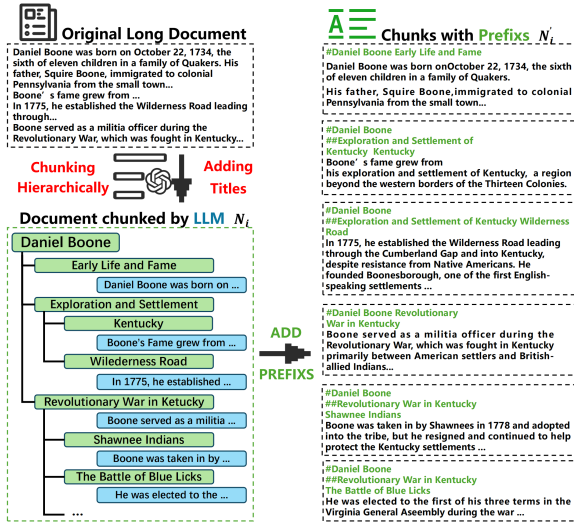 Original Long Document
Daniel Boone was born on October 22, 1734, the
sixth of eleven children in a family of Quakers. His
father, Squire Boone, immigrated to colonial
Pennsylvania from the small town...
Boone's fame grew from ...
In 1775, he established the Wilderness Road leading
through...
Boone served as a militia officer during the
Revolutionary War, which was fought in Kentucky...
Chunking
Hierarchically
Adding
Titles
Document chunked by LLM N_i
Daniel Boone
Early Life and Fame
Daniel Boone was born on ...
Exploration and Settlement
Kentucky
Boone's Fame grew from ...
Wilederness Road
In 1775, he established ...
Revolutionary War in Ketucky
Boone served as a militia ...
Shawnee Indians
Boone was taken in by ...
The Battle of Blue Licks
He was elected to the ...
...
ADD
PREFIXS
A
Chunks with Prefixs N_i'
#Daniel Boone Early Life and Fame
Daniel Boone was born onOctober 22, 1734, the sixth
of eleven children in a family of Quakers.
His father, Squire Boone,immigrated to colonial
Pennsylvania from the small town...
#Daniel Boone
##Exploration and Settlement of
Kentucky Kentucky
Boone's fame grew from
his exploration and settlement of Kentucky, a region
beyond the western borders of the Thirteen Colonies.
#Daniel Boone
##Exploration and Settlement of Kentucky Wilderness
Road
In 1775, he established the Wilderness Road leading
through the Cumberland Gap and into Kentucky,
despite resistance from Native Americans. He
founded Boonesborough, one of the first English-
speaking settlements ...
#Daniel Boone Revolutionary
War in Kentucky
Boone served as a militia officer during the
Revolutionary War, which was fought in Kentucky
primarily between American settlers and British-
allied Indians...
#Daniel Boone
##Revolutionary War in Kentucky
Shawnee Indians
Boone was taken in by Shawnees in 1778 and adopted
into the tribe, but he resigned and continued to help
protect the Kentucky settlements ...
#Daniel Boone
##Revolutionary War in Kentucky
The Battle of Blue Licks
He was elected to the first of his three terms in the
Virginia General Aseembly during the war ...